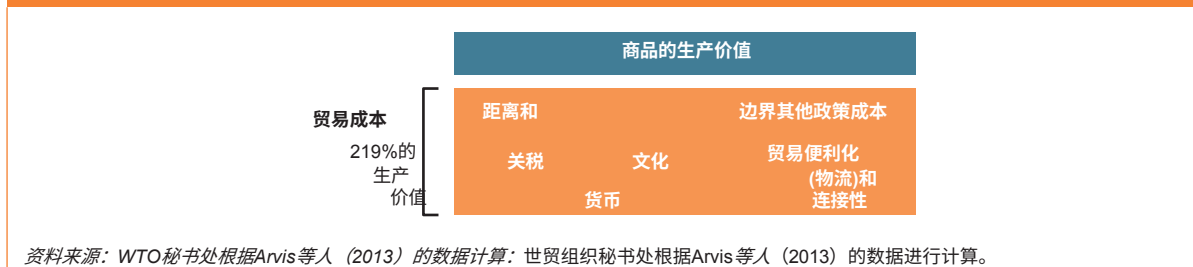 商品的生产价值
贸易成本
219%的
生产
价值
距离和
边界其他政策成本
关税
文化
贸易便利化
(物流)和
货币
连接性
资料来源：WTO秘书处根据Arvis等人（2013）的数据计算：世贸组织秘书处根据Arvis等人（2013）的数据进行计算。